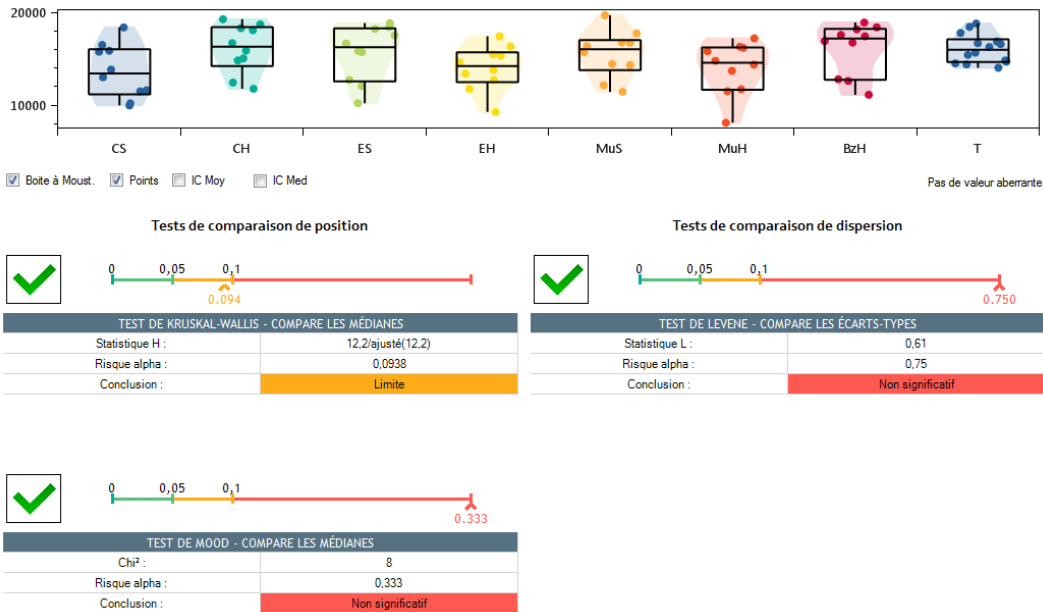 20000
10000
CS CH ES EH MuS MuH BzH T
Boite à Moust. Points IC Moy IC Med
Pas de valeur aberrante
Tests de comparaison de position
0 0,05 0,1
0.094
TEST DE KRUSKAL-WALLIS - COMPARE LES MÉDIANES
Statistique H : 12,2/ajusté(12,2)
Risque alpha : 0,0938
Conclusion : Limite
Tests de comparaison de dispersion
0 0,05 0,1
0.750
TEST DE LEVENE - COMPARE LES ÉCARTS-TYPES
Statistique L : 0,61
Risque alpha : 0,75
Conclusion : Non significatif
0 0,05 0,1
0.333
TEST DE MOOD - COMPARE LES MÉDIANES
Chi² : 8
Risque alpha : 0,333
Conclusion : Non significatif